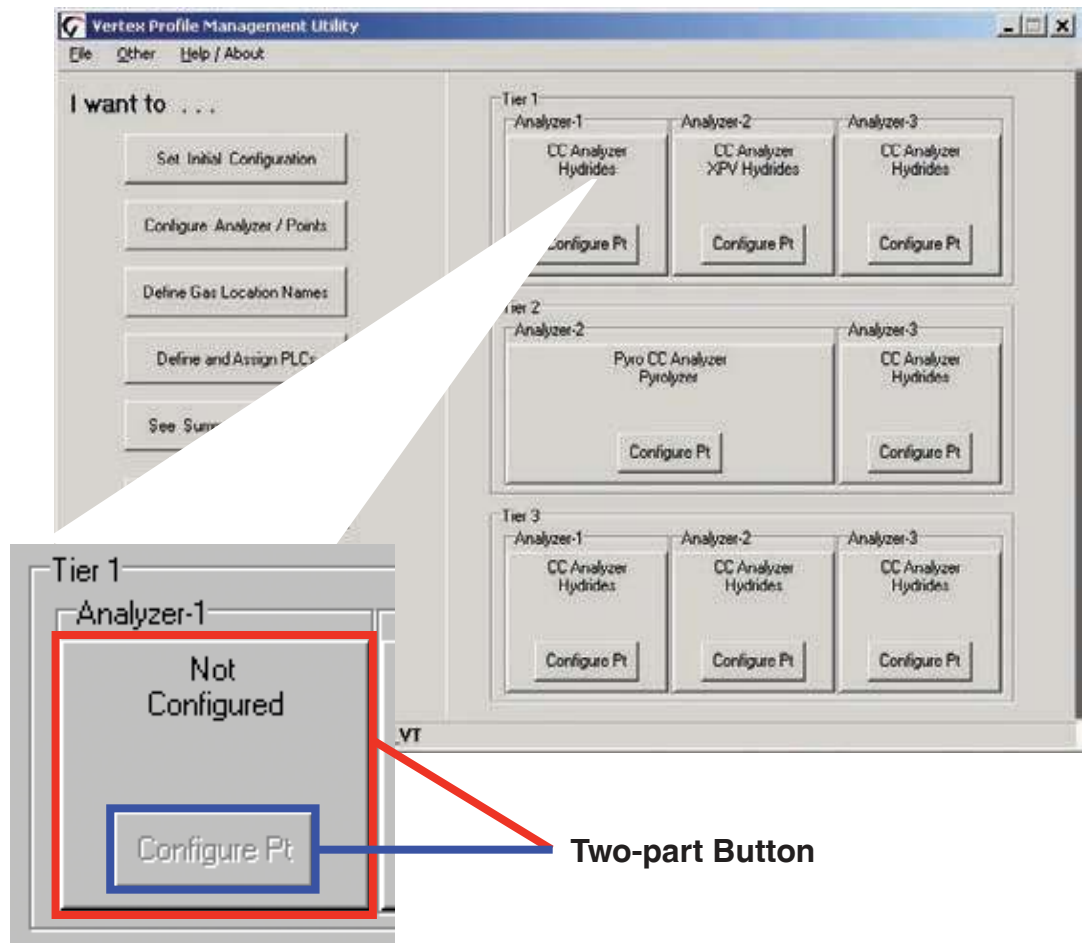 Vertex Profile Management Utility
File Other Help / About
I want to . . .
Set Initial Configuration
Configure Analyzer / Points
Define Gas Location Names
Define and Assign PLCs
See
Tier 1
Analyzer-1 Analyzer-2 Analyzer-3
CC Analyzer
Hydrides
CC Analyzer
XPV Hydrides
CC Analyzer
Hydrides
Configure Pt Configure Pt Configure Pt
Tier 2
Analyzer-2 Analyzer-3
Pyro CC Analyzer
Pyrolyzer
CC Analyzer
Hydrides
Configure Pt Configure Pt
Tier 3
Analyzer-1 Analyzer-2 Analyzer-3
CC Analyzer
Hydrides
CC Analyzer
Hydrides
CC Analyzer
Hydrides
Configure Pt Configure Pt Configure Pt
_VT
Tier 1
Analyzer-1
Not
Configured
Configure Pt
Two-part Button